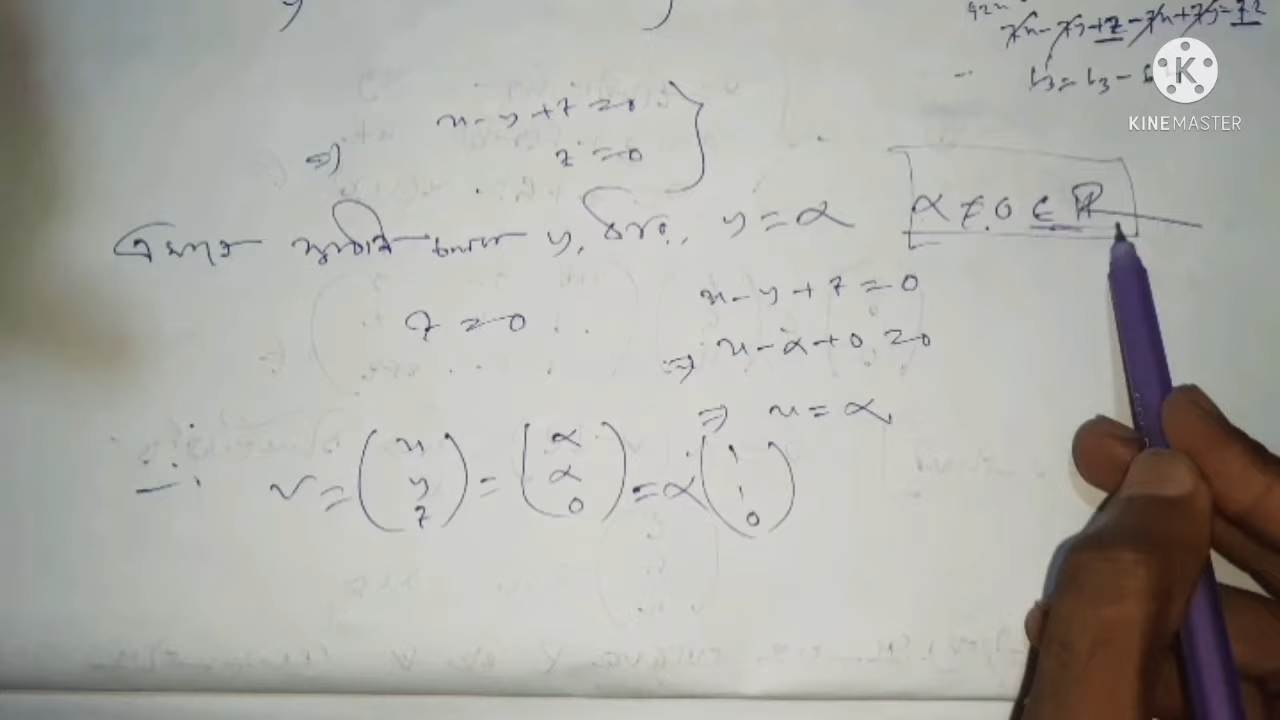 x - y + z = 0
⇒) z = 0 }
এখানে মুক্ত চলক y, ধরি, y = α α ≠ 0 ∈ ℝ
x - y + z = 0
z = 0
⇒ x - α + 0 = 0
⇒ x = α
∴ v = (x y z) = (α α 0) = α (1 1 0)
KINEMASTER